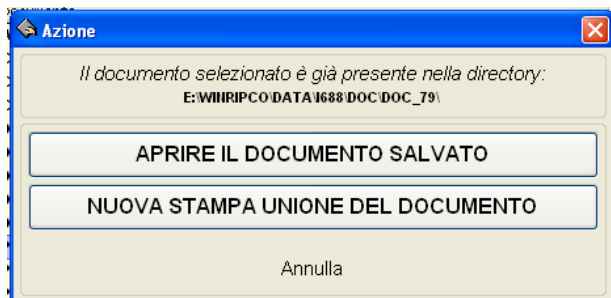 Azione
Il documento selezionato è già presente nella directory:
E:\WINRIPCO\DATA\I688\DOC\DOC_79\
APRIRE IL DOCUMENTO SALVATO
NUOVA STAMPA UNIONE DEL DOCUMENTO
Annulla